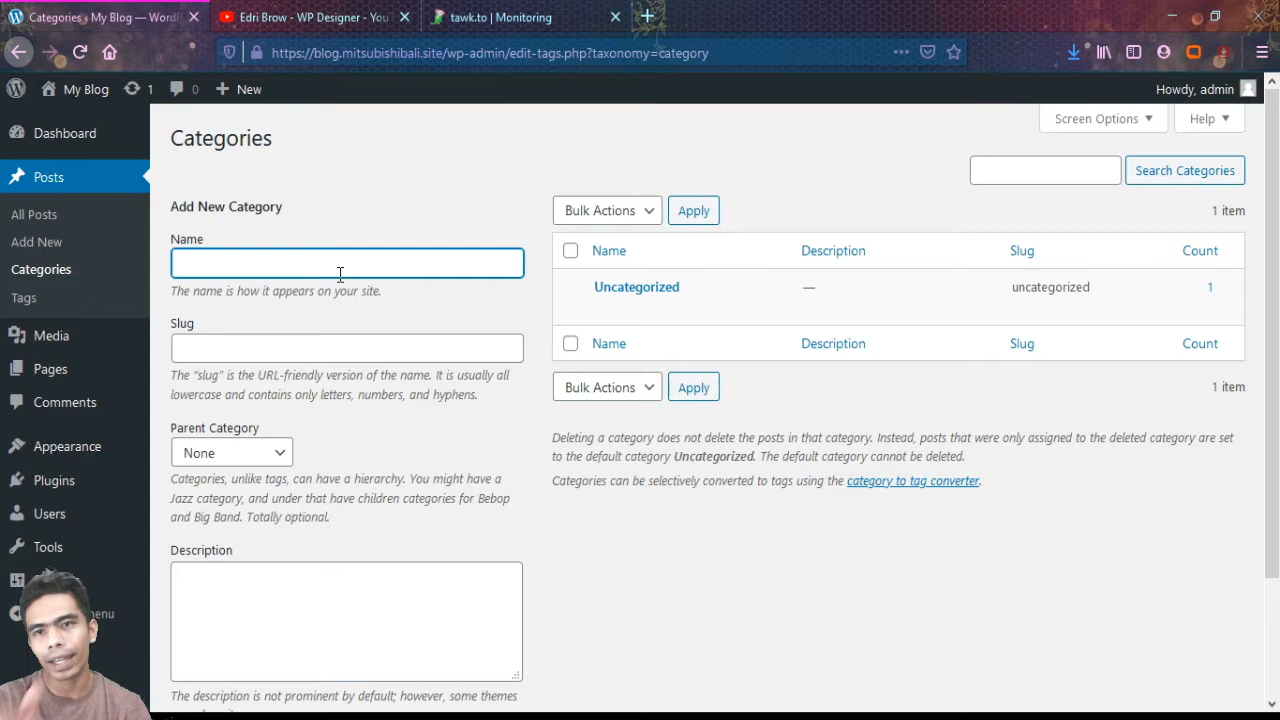 Categories ‹ My Blog — WordP
Edri Brow - WP Designer - You
tawk.to | Monitoring
https://blog.mitsubishibali.site/wp-admin/edit-tags.php?taxonomy=category
My Blog
1
0
New
Howdy, admin
Dashboard
Posts
All Posts
Add New
Categories
Tags
Media
Pages
Comments
Appearance
Plugins
Users
Tools
enu
Screen Options
Help
Categories
Search Categories
Add New Category
Name
The name is how it appears on your site.
Slug
The "slug" is the URL-friendly version of the name. It is usually all
lowercase and contains only letters, numbers, and hyphens.
Parent Category
None
Categories, unlike tags, can have a hierarchy. You might have a
Jazz category, and under that have children categories for Bebop
and Big Band. Totally optional.
Description
The description is not prominent by default; however, some themes
Bulk Actions
Apply
1 item
Name Description Slug Count
Uncategorized — uncategorized 1
Name Description Slug Count
Bulk Actions
Apply
1 item
Deleting a category does not delete the posts in that category. Instead, posts that were only assigned to the deleted category are set
to the default category Uncategorized. The default category cannot be deleted.
Categories can be selectively converted to tags using the category to tag converter.